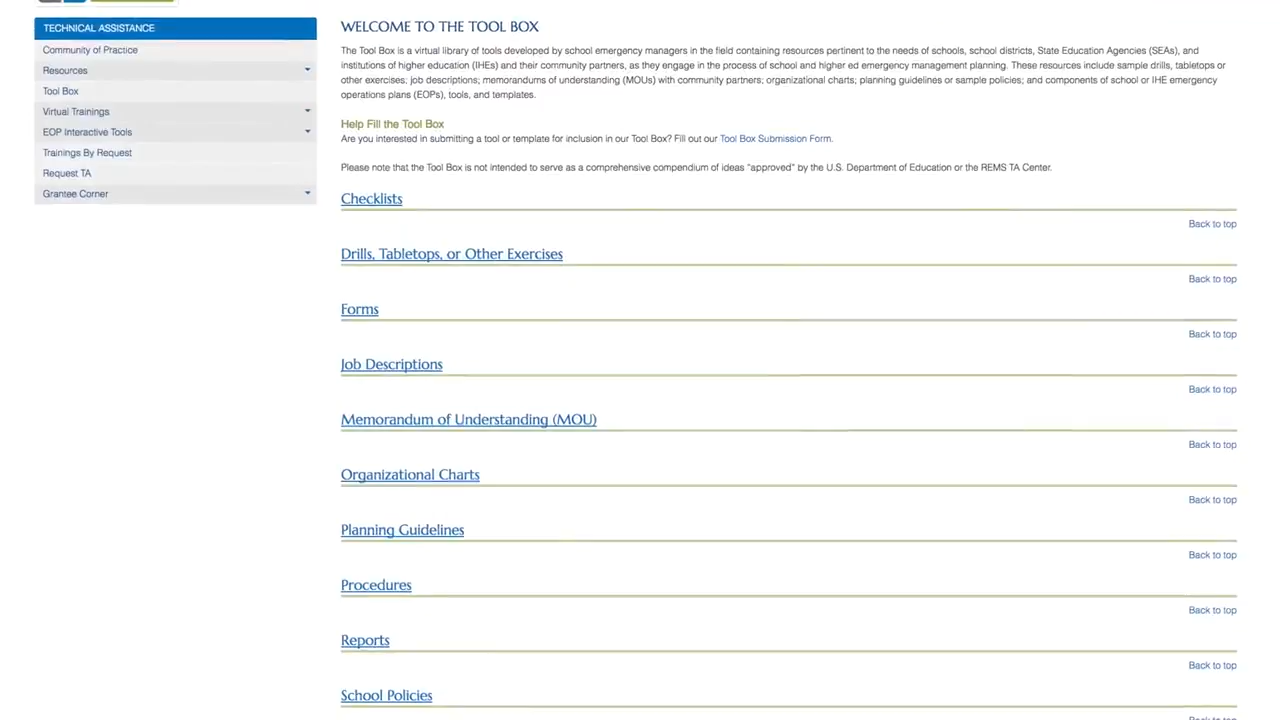 TECHNICAL ASSISTANCE
Community of Practice
Resources
Tool Box
Virtual Trainings
EOP Interactive Tools
Trainings By Request
Request TA
Grantee Corner
WELCOME TO THE TOOL BOX
The Tool Box is a virtual library of tools developed by school emergency managers in the field containing resources pertinent to the needs of schools, school districts, State Education Agencies (SEAs), and
institutions of higher education (IHEs) and their community partners, as they engage in the process of school and higher ed emergency management planning. These resources include sample drills, tabletops or
other exercises; job descriptions; memorandums of understanding (MOUs) with community partners; organizational charts; planning guidelines or sample policies; and components of school or IHE emergency
operations plans (EOPs), tools, and templates.
Help Fill the Tool Box
Are you interested in submitting a tool or template for inclusion in our Tool Box? Fill out our Tool Box Submission Form.
Please note that the Tool Box is not intended to serve as a comprehensive compendium of ideas "approved" by the U.S. Department of Education or the REMS TA Center.
Checklists
Back to top
Drills, Tabletops, or Other Exercises
Back to top
Forms
Back to top
Job Descriptions
Back to top
Memorandum of Understanding (MOU)
Back to top
Organizational Charts
Back to top
Planning Guidelines
Back to top
Procedures
Back to top
Reports
Back to top
School Policies